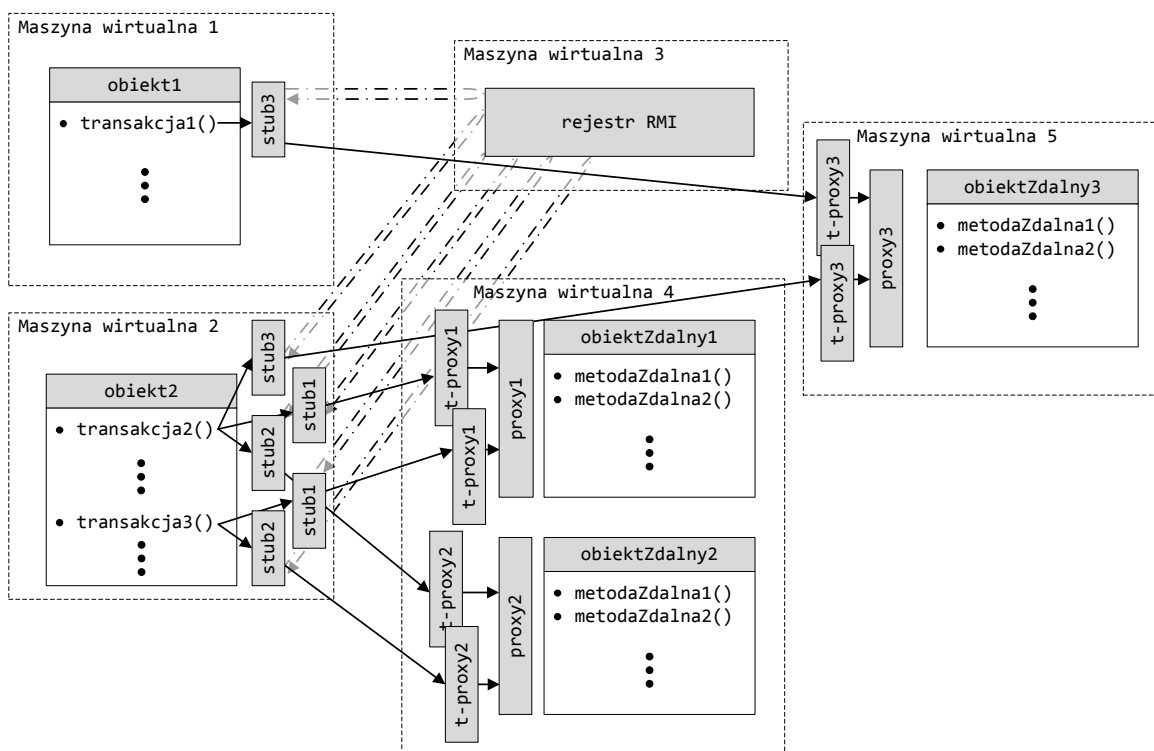 Maszyna wirtualna 1
obiekt1
• transakcja1()
stub3
Maszyna wirtualna 3
rejestr RMI
Maszyna wirtualna 5
t-proxy3
t-proxy3
proxy3
obiektZdalny3
• metodaZdalna1()
• metodaZdalna2()
Maszyna wirtualna 2
obiekt2
• transakcja2()
• transakcja3()
stub3
stub1
stub2
stub1
stub2
Maszyna wirtualna 4
t-proxy1
t-proxy1
proxy1
obiektZdalny1
• metodaZdalna1()
• metodaZdalna2()
t-proxy2
t-proxy2
proxy2
obiektZdalny2
• metodaZdalna1()
• metodaZdalna2()